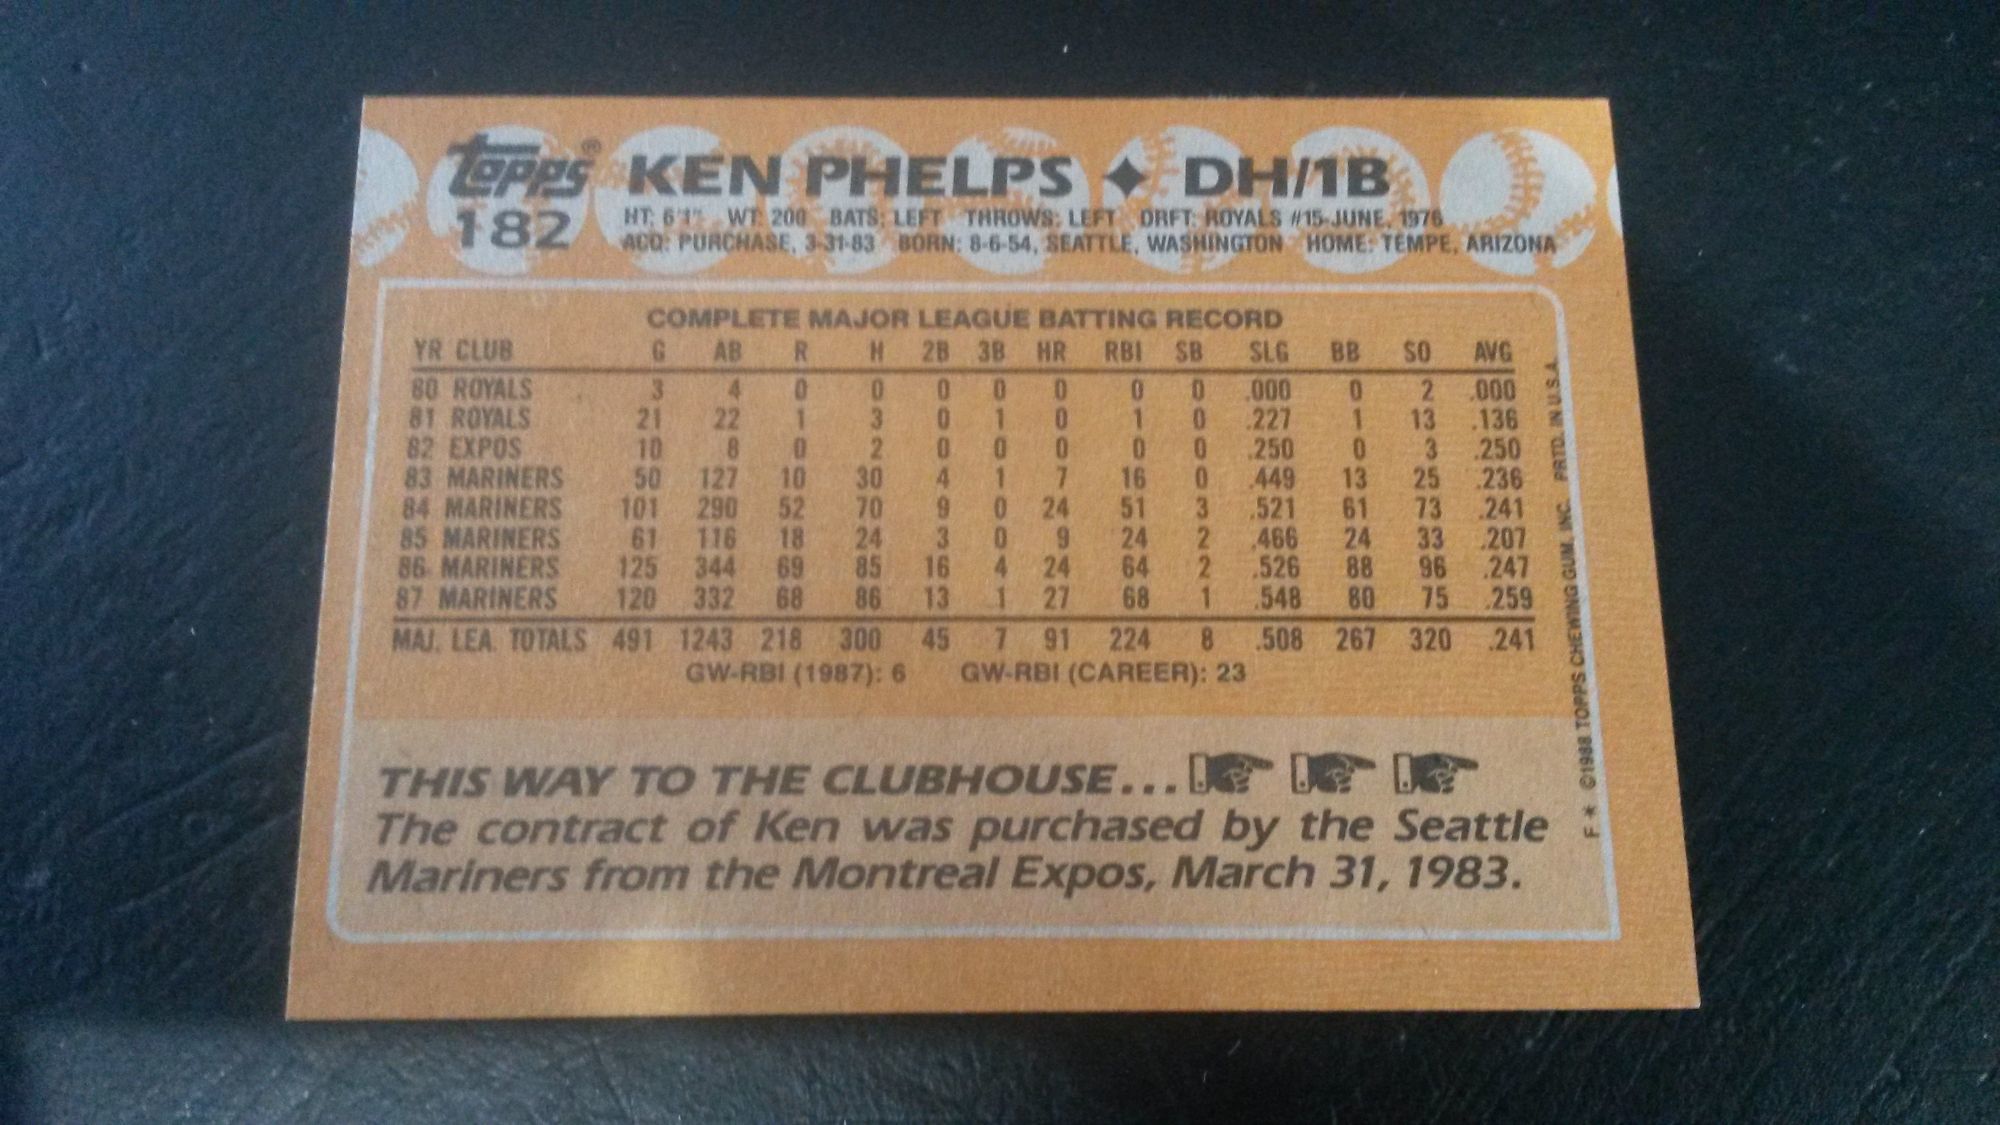 topps® KEN PHELPS ✦ DH/1B
182 HT: 6'1" WT: 200 BATS: LEFT THROWS: LEFT DRFT: ROYALS #15-JUNE, 1976
ACQ: PURCHASE, 3-31-83 BORN: 8-6-54, SEATTLE, WASHINGTON HOME: TEMPE, ARIZONA
COMPLETE MAJOR LEAGUE BATTING RECORD
YR CLUB G AB R H 2B 3B HR RBI SB SLG BB SO AVG
80 ROYALS 3 4 0 0 0 0 0 0 0 .000 0 2 .000
81 ROYALS 21 22 1 3 0 1 0 1 0 .227 1 13 .136
82 EXPOS 10 8 0 2 0 0 0 0 0 .250 0 3 .250
83 MARINERS 50 127 10 30 4 1 7 16 0 .449 13 25 .236
84 MARINERS 101 290 52 70 9 0 24 51 3 .521 61 73 .241
85 MARINERS 61 116 18 24 3 0 9 24 2 .466 24 33 .207
86 MARINERS 125 344 69 85 16 4 24 64 2 .526 88 96 .247
87 MARINERS 120 332 68 86 13 1 27 68 1 .548 80 75 .259
MAJ. LEA. TOTALS 491 1243 218 300 45 7 91 224 8 .508 267 320 .241
GW-RBI (1987): 6 GW-RBI (CAREER): 23
THIS WAY TO THE CLUBHOUSE...
The contract of Ken was purchased by the Seattle
Mariners from the Montreal Expos, March 31, 1983.
F* ©1988 TOPPS CHEWING GUM, INC. PRTD. IN U.S.A.